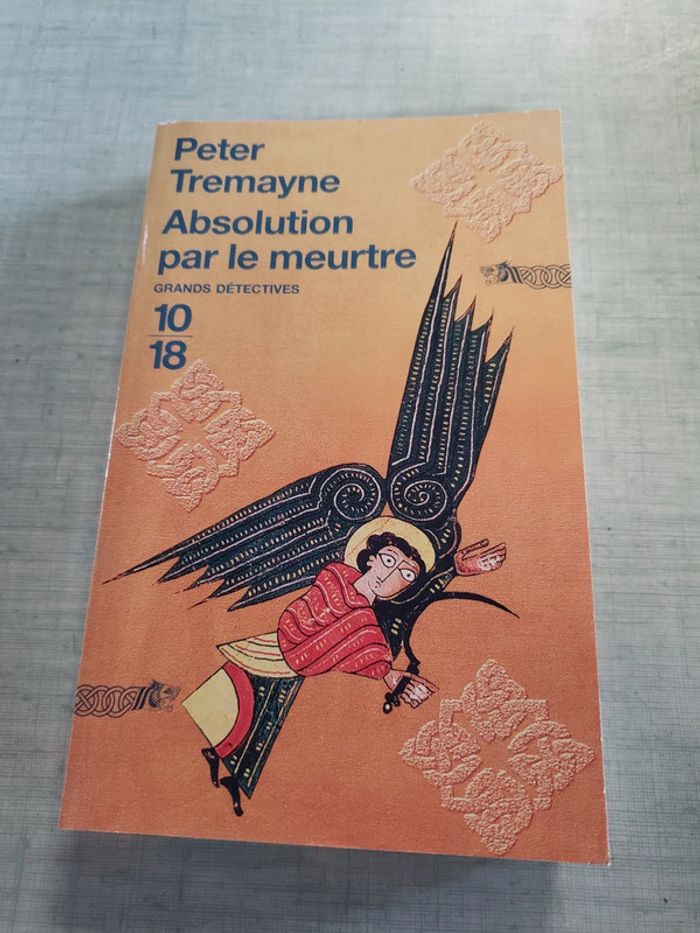 Peter
Tremayne
Absolution
par le meurtre
GRANDS DÉTECTIVES
10
18